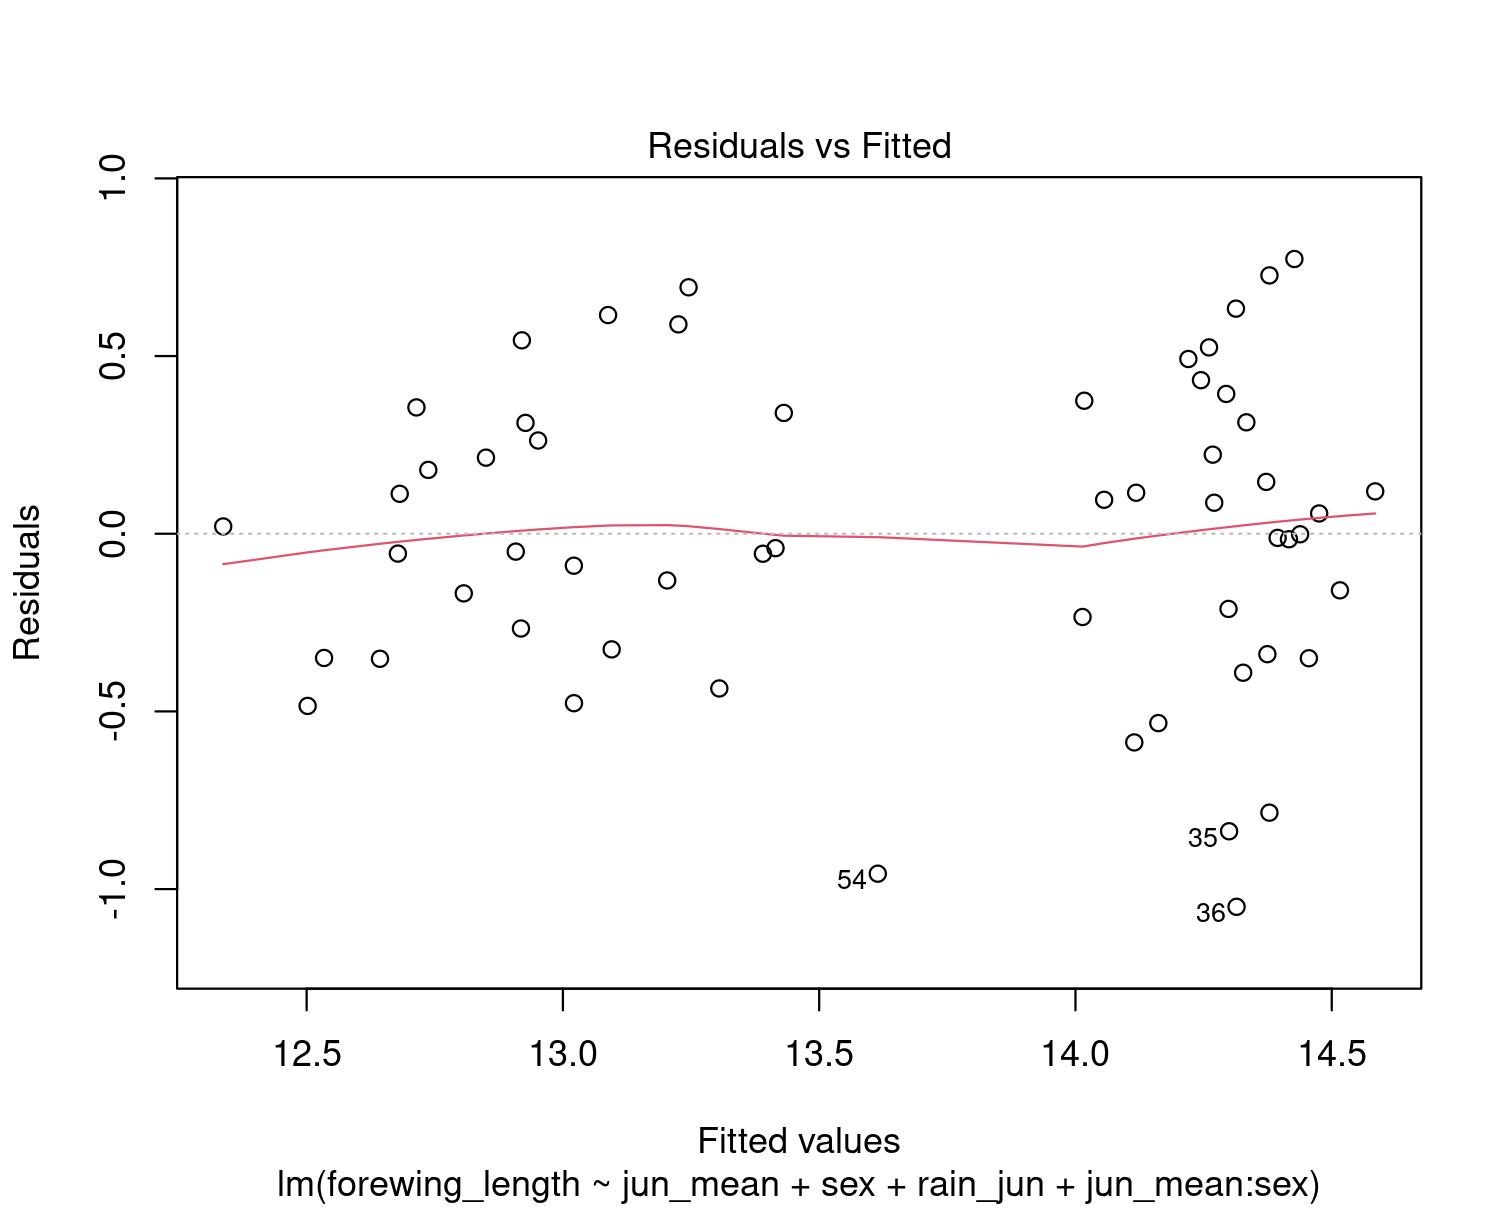 Residuals vs Fitted
Residuals
1.0
0.5
0.0
-0.5
-1.0
35
54
36
12.5 13.0 13.5 14.0 14.5
Fitted values
lm(forewing_length ~ jun_mean + sex + rain_jun + jun_mean:sex)